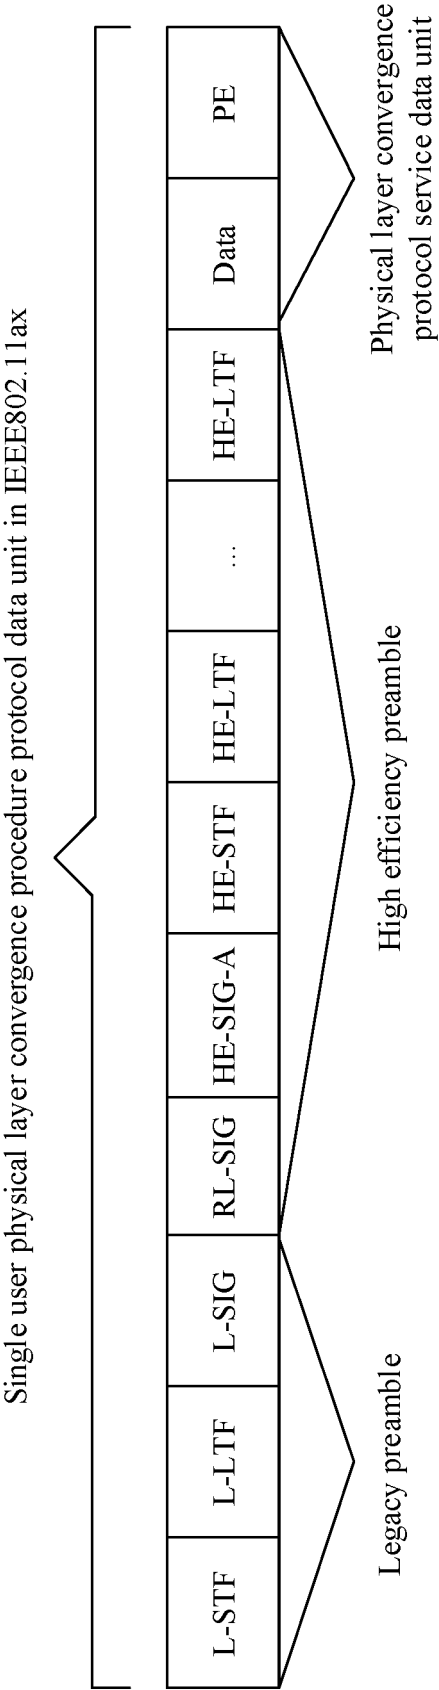 Single user physical layer convergence procedure protocol data unit in IEEE802.11ax
L-STF
L-LTF
L-SIG
RL-SIG
HE-SIG-A
HE-STF
HE-LTF
...
HE-LTF
Data
PE
Legacy preamble
High efficiency preamble
Physical layer convergence
protocol service data unit